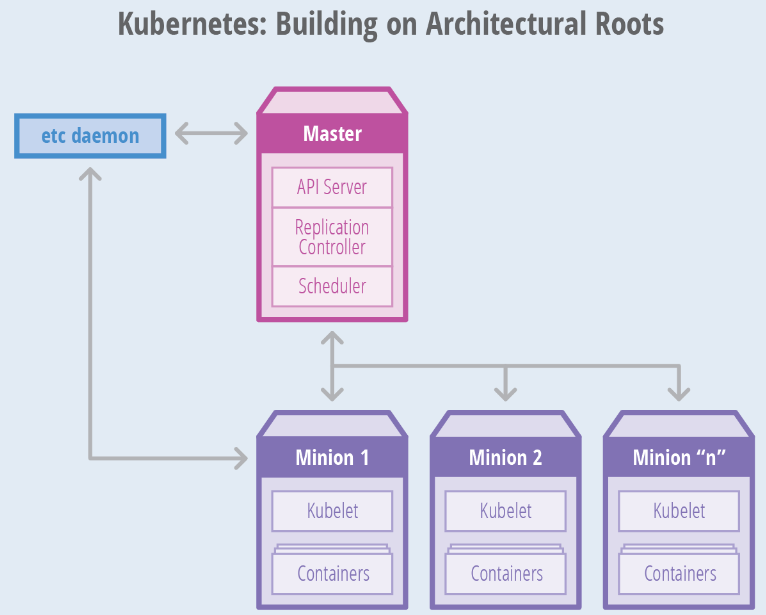 Kubernetes: Building on Architectural Roots
etc daemon
Master
API Server
Replication
Controller
Scheduler
Minion 1
Kubelet
Containers
Minion 2
Kubelet
Containers
Minion “n”
Kubelet
Containers